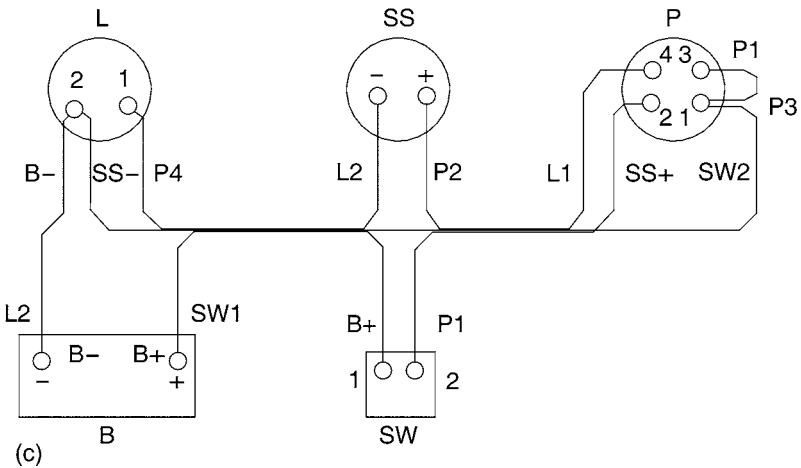 L SS P
2 1 − + 4 3 P1
2 1 P3
B− SS− P4 L2 P2 L1 SS+ SW2
L2 SW1 B+ P1
B− B+ 1 2
− +
B SW
(c)